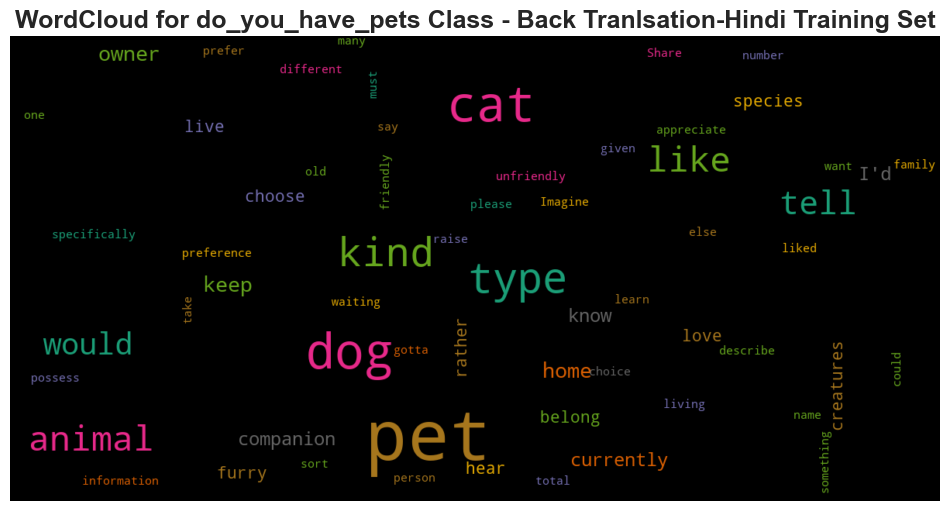 WordCloud for do_you_have_pets Class - Back Tranlsation-Hindi Training Set
many
owner
prefer
Share
number
different
must
cat
species
one
live
say
appreciate
given
like
old
friendly
unfriendly
want
I'd
family
choose
please
Imagine
tell
specifically
else
raise
kind
preference
liked
keep
type
take
waiting
learn
know
would
dog
gotta
rather
love
describe
home
choice
creatures
could
possess
living
belong
name
animal
companion
pet
something
sort
hear
currently
furry
information
person
total